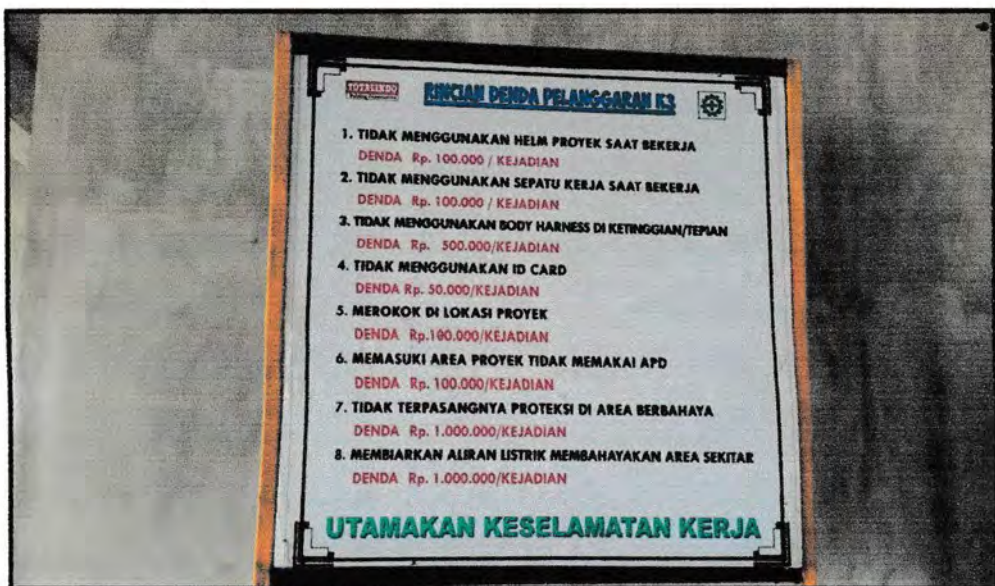 TOTALINDO
RINCIAN DENDA PELANGGARAN K3
1. TIDAK MENGGUNAKAN HELM PROYEK SAAT BEKERJA
DENDA Rp. 100.000 / KEJADIAN
2. TIDAK MENGGUNAKAN SEPATU KERJA SAAT BEKERJA
DENDA Rp. 100.000 / KEJADIAN
3. TIDAK MENGGUNAKAN BODY HARNESS DI KETINGGIAN/TEPIAN
DENDA Rp. 500.000/KEJADIAN
4. TIDAK MENGGUNAKAN ID CARD
DENDA Rp. 50.000/KEJADIAN
5. MEROKOK DI LOKASI PROYEK
DENDA Rp.100.000/KEJADIAN
6. MEMASUKI AREA PROYEK TIDAK MEMAKAI APD
DENDA Rp. 100.000/KEJADIAN
7. TIDAK TERPASANGNYA PROTEKSI DI AREA BERBAHAYA
DENDA Rp. 1.000.000/KEJADIAN
8. MEMBIARKAN ALIRAN LISTRIK MEMBAHAYAKAN AREA SEKITAR
DENDA Rp. 1.000.000/KEJADIAN
UTAMAKAN KESELAMATAN KERJA